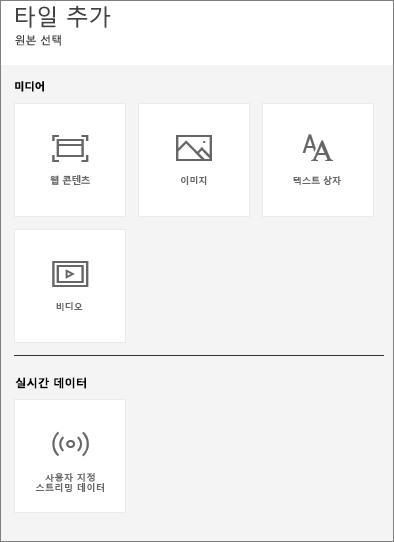 타일 추가
원본 선택
미디어
웹 콘텐츠
이미지
텍스트 상자
비디오
실시간 데이터
사용자 지정
스트리밍 데이터